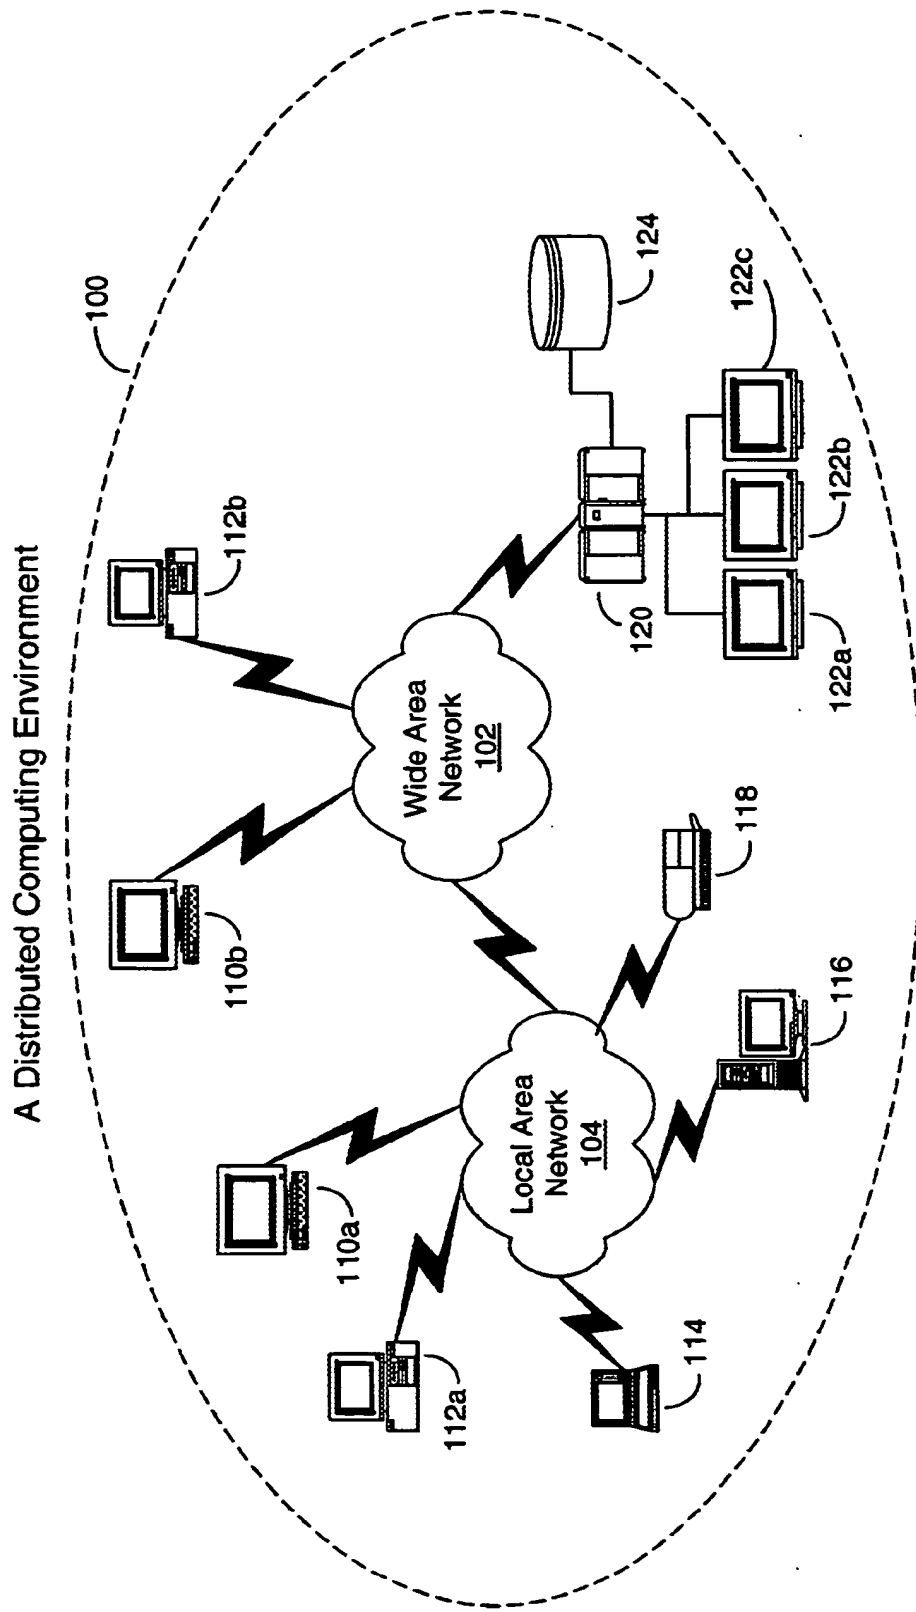 A Distributed Computing Environment
100
112b
110b
Wide Area
Network
102
124
120
122a
122b
122c
110a
112a
Local Area
Network
104
118
116
114